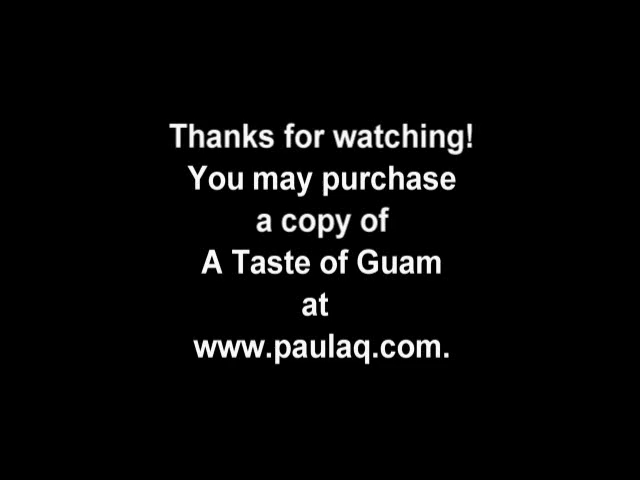 Thanks for watching!
You may purchase
a copy of
A Taste of Guam
at
www.paulaq.com.